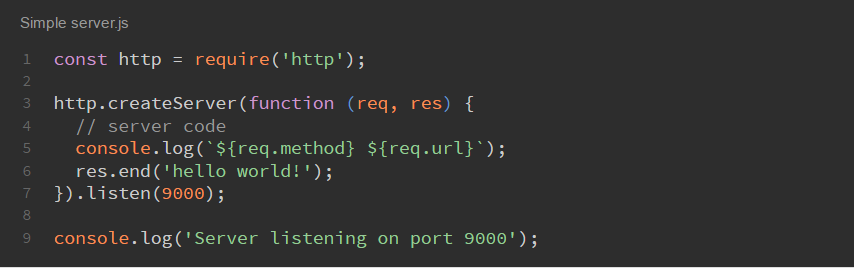 Simple server.js
1 const http = require('http');
2
3 http.createServer(function (req, res) {
4   // server code
5   console.log(`${req.method} ${req.url}`);
6   res.end('hello world!');
7 }).listen(9000);
8
9 console.log('Server listening on port 9000');